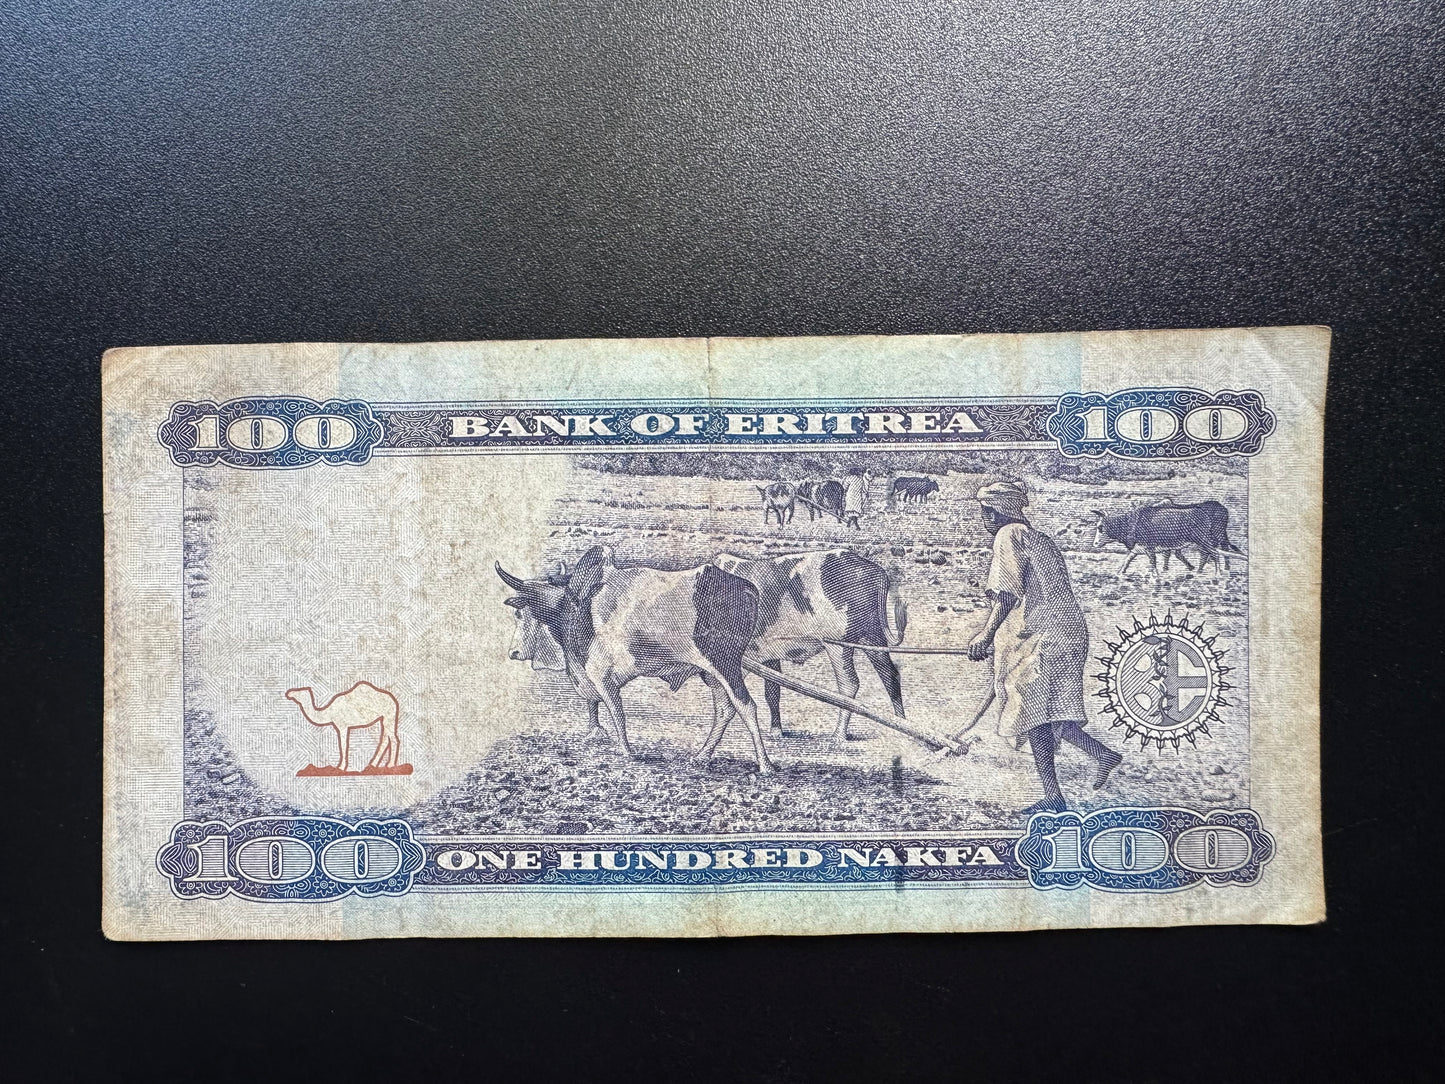 100 BANK OF ERITREA 100
100 ONE HUNDRED NAKFA 100